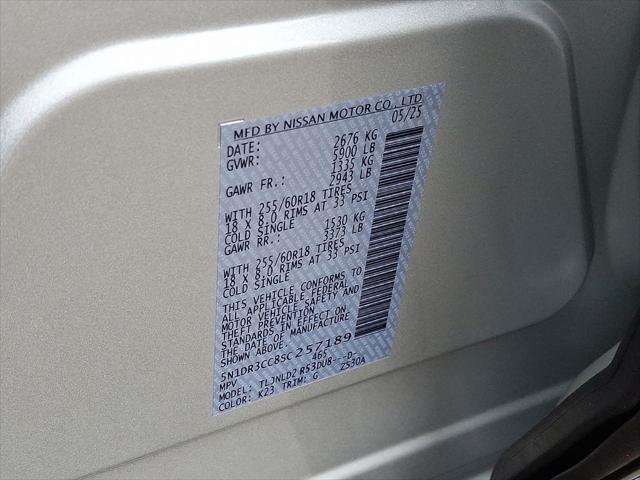 MFD BY NISSAN MOTOR CO., LTD
DATE: 05/25
GVWR: 2676 KG
5900 LB
GAWR FR.: 1335 KG
2943 LB
WITH 255/60R18 TIRES
18 X 8.0 RIMS AT 33 PSI
COLD SINGLE
GAWR RR.: 1530 KG
3373 LB
WITH 255/60R18 TIRES
18 X 8.0 RIMS AT 33 PSI
COLD SINGLE
THIS VEHICLE CONFORMS TO
ALL APPLICABLE FEDERAL
MOTOR VEHICLE SAFETY AND
THEFT PREVENTION
STANDARDS IN EFFECT ON
THE DATE OF MANUFACTURE
SHOWN ABOVE.
5N1DR3CC8SC257189
MPV 465
MODEL: TLJNLD2 RS3DU8---D-
COLOR: K23 TRIM: G ZS30A